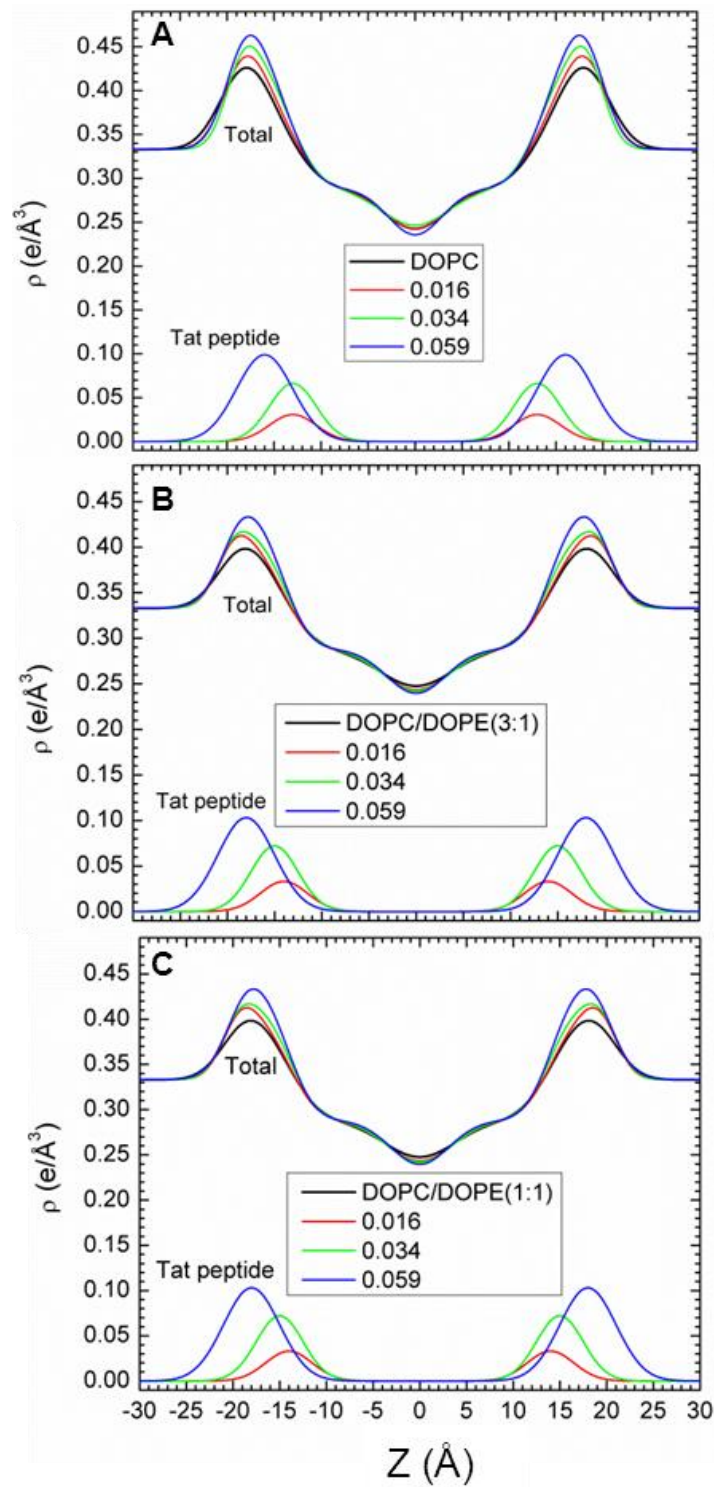 A
0.45
0.40
0.35
Total
0.30
0.25
DOPC
0.20
0.016
0.15
0.034
0.059
Tat peptide
0.10
0.05
0.00
ρ (e/Å³)
B
0.45
0.40
0.35
Total
0.30
0.25
DOPC/DOPE(3:1)
0.20
0.016
0.15
0.034
Tat peptide
0.059
0.10
0.05
0.00
ρ (e/Å³)
C
0.45
0.40
0.35
Total
0.30
0.25
DOPC/DOPE(1:1)
0.20
0.016
0.15
0.034
Tat peptide
0.059
0.10
0.05
0.00
ρ (e/Å³)
-30 -25 -20 -15 -10 -5 0 5 10 15 20 25 30
Z (Å)